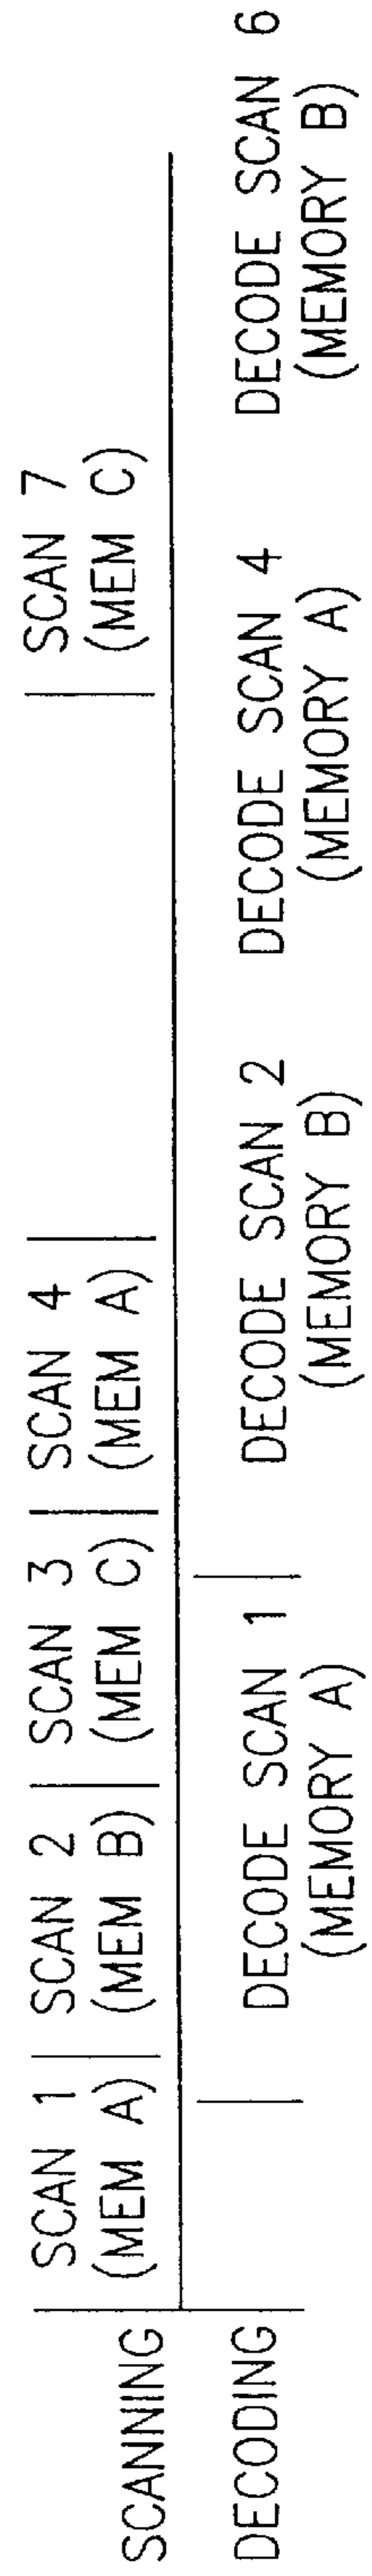 SCANNING
SCAN 1
(MEM A)
SCAN 2
(MEM B)
SCAN 3
(MEM C)
SCAN 4
(MEM A)
SCAN 7
(MEM C)
DECODING
DECODE SCAN 1
(MEMORY A)
DECODE SCAN 2
(MEMORY B)
DECODE SCAN 4
(MEMORY A)
DECODE SCAN 6
(MEMORY B)